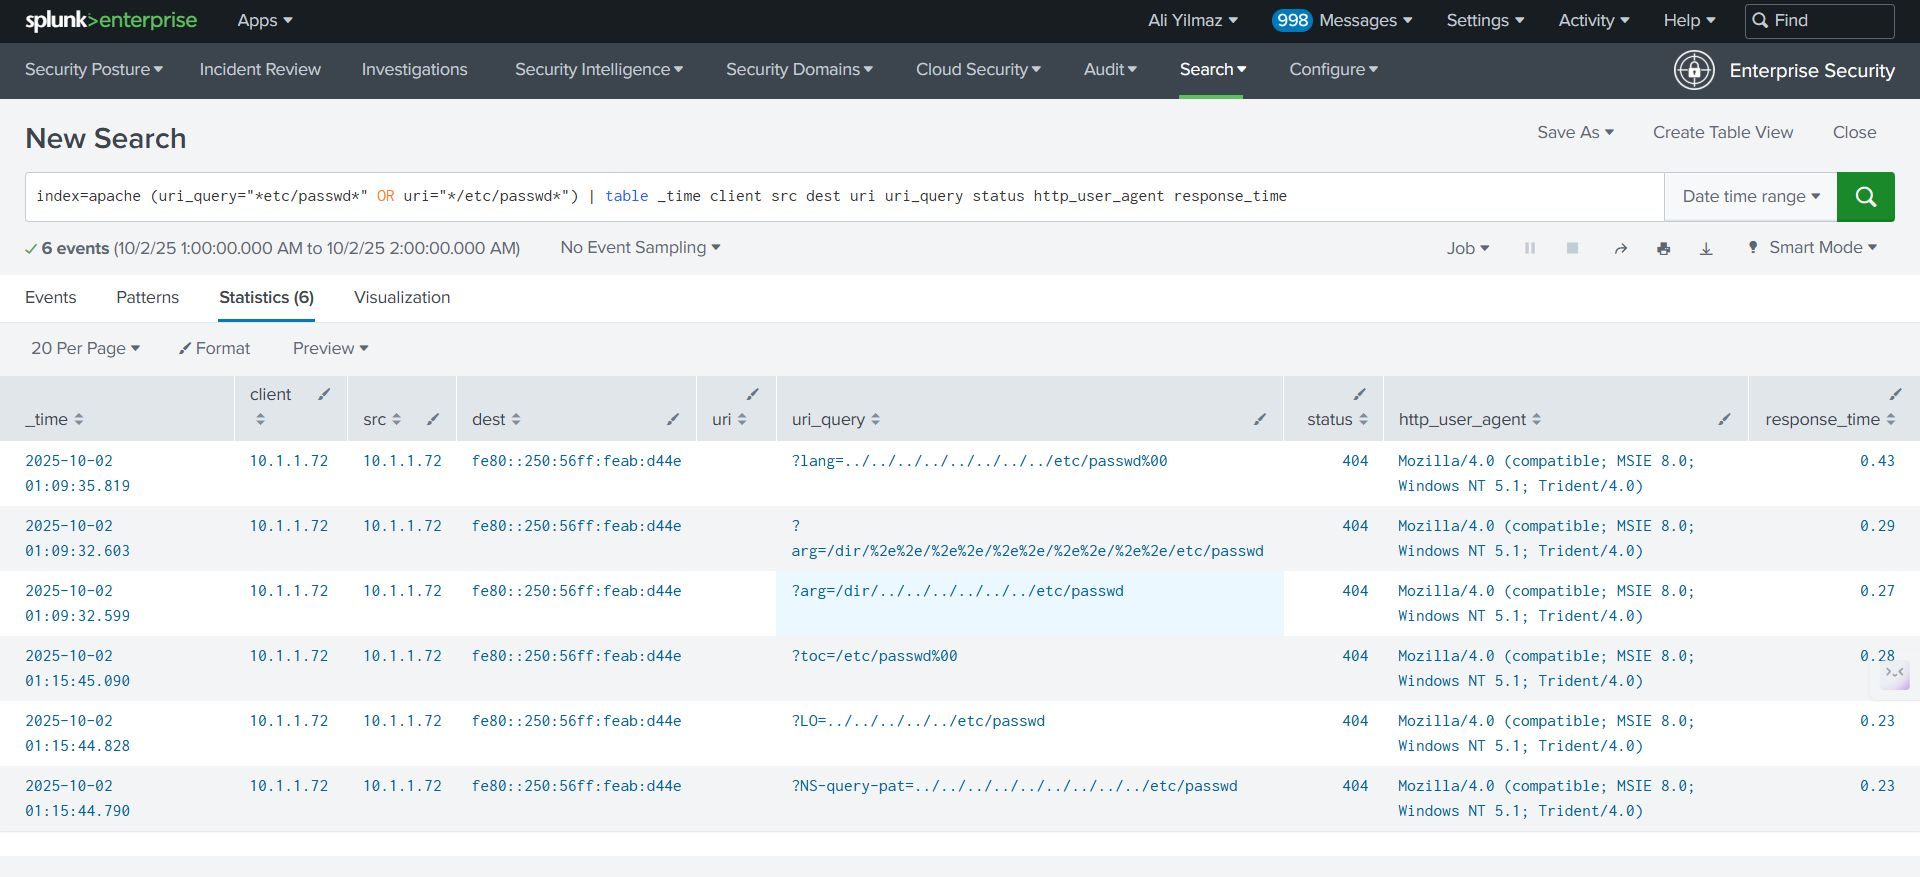 splunk>enterprise Apps Ali Yilmaz 998 Messages Settings Activity Help Find
Security Posture Incident Review Investigations Security Intelligence Security Domains Cloud Security Audit Search Configure Enterprise Security
New Search Save As Create Table View Close
index=apache (uri_query="*etc/passwd*" OR uri="*/etc/passwd*") | table _time client src dest uri uri_query status http_user_agent response_time Date time range
6 events (10/2/25 1:00:00.000 AM to 10/2/25 2:00:00.000 AM) No Event Sampling Job Smart Mode
Events Patterns Statistics (6) Visualization
20 Per Page Format Preview
_time client src dest uri uri_query status http_user_agent response_time
2025-10-02 10.1.1.72 10.1.1.72 fe80::250:56ff:feab:d44e ?lang=../../../../../../../../etc/passwd%00 404 Mozilla/4.0 (compatible; MSIE 8.0; 0.43
01:09:35.819 Windows NT 5.1; Trident/4.0)
2025-10-02 10.1.1.72 10.1.1.72 fe80::250:56ff:feab:d44e ? 404 Mozilla/4.0 (compatible; MSIE 8.0; 0.29
01:09:32.603 arg=/dir/%2e%2e/%2e%2e/%2e%2e/%2e%2e/%2e%2e/etc/passwd Windows NT 5.1; Trident/4.0)
2025-10-02 10.1.1.72 10.1.1.72 fe80::250:56ff:feab:d44e ?arg=/dir/../../../../../../etc/passwd 404 Mozilla/4.0 (compatible; MSIE 8.0; 0.27
01:09:32.599 Windows NT 5.1; Trident/4.0)
2025-10-02 10.1.1.72 10.1.1.72 fe80::250:56ff:feab:d44e ?toc=/etc/passwd%00 404 Mozilla/4.0 (compatible; MSIE 8.0; 0.28
01:15:45.090 Windows NT 5.1; Trident/4.0)
2025-10-02 10.1.1.72 10.1.1.72 fe80::250:56ff:feab:d44e ?LO=../../../../../etc/passwd 404 Mozilla/4.0 (compatible; MSIE 8.0; 0.23
01:15:44.828 Windows NT 5.1; Trident/4.0)
2025-10-02 10.1.1.72 10.1.1.72 fe80::250:56ff:feab:d44e ?NS-query-pat=../../../../../../../../../etc/passwd 404 Mozilla/4.0 (compatible; MSIE 8.0; 0.23
01:15:44.790 Windows NT 5.1; Trident/4.0)